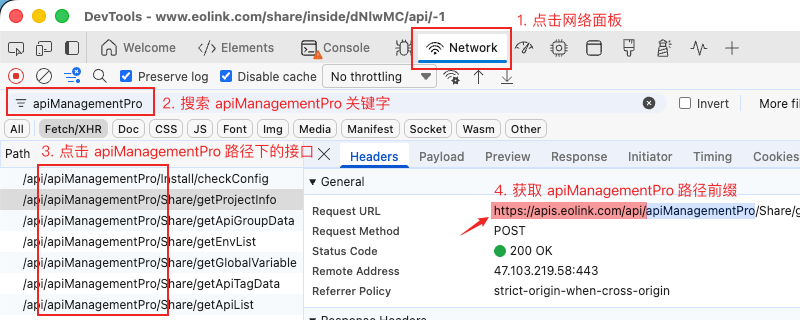 DevTools - www.eolink.com/share/inside/dNlwMC/api/-1
1. 点击网络面板
Welcome
Elements
Console
Network
Preserve log
Disable cache
No throttling
apiManagementPro
2. 搜索 apiManagementPro 关键字
Invert
More fil
All
Fetch/XHR
Doc
CSS
JS
Font
Img
Media
Manifest
Socket
Wasm
Other
3. 点击 apiManagementPro 路径下的接口
Path
Headers
Payload
Preview
Response
Initiator
Timing
Cookies
/api/apiManagementPro/Install/checkConfig
/api/apiManagementPro/Share/getProjectInfo
/api/apiManagementPro/Share/getApiGroupData
/api/apiManagementPro/Share/getEnvList
/api/apiManagementPro/Share/getGlobalVariable
/api/apiManagementPro/Share/getApiTagData
/api/apiManagementPro/Share/getApiList
General
4. 获取 apiManagementPro 路径前缀
Request URL
https://apis.eolink.com/api/apiManagementPro/Share/g
Request Method
POST
Status Code
200 OK
Remote Address
47.103.219.58:443
Referrer Policy
strict-origin-when-cross-origin
Response Headers